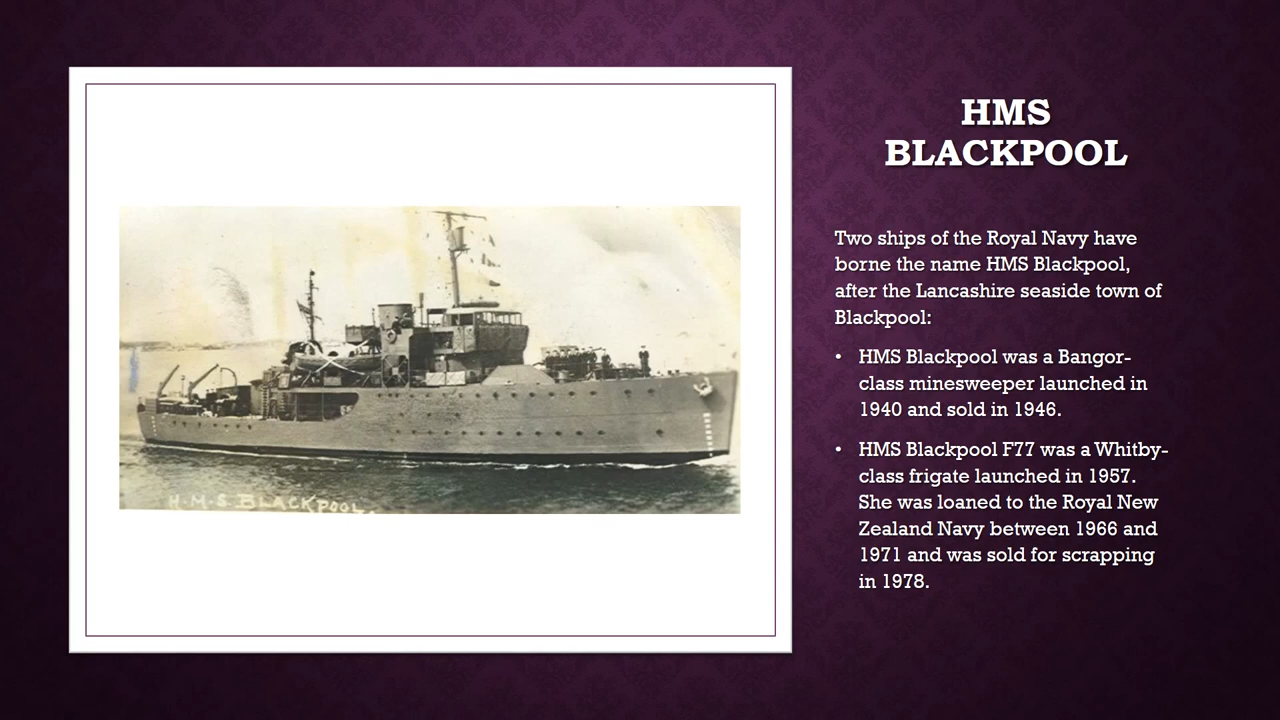 HMS
BLACKPOOL
Two ships of the Royal Navy have
borne the name HMS Blackpool,
after the Lancashire seaside town of
Blackpool:
• HMS Blackpool was a Bangor-
class minesweeper launched in
1940 and sold in 1946.
• HMS Blackpool F77 was a Whitby-
class frigate launched in 1957.
She was loaned to the Royal New
Zealand Navy between 1966 and
1971 and was sold for scrapping
in 1978.
H.M.S. BLACKPOOL.